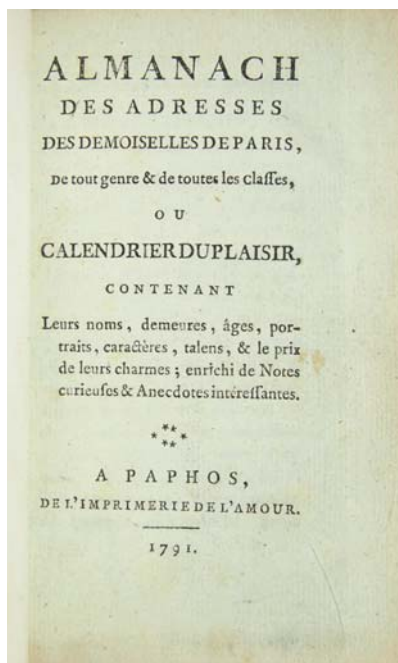 ALMANACH
DES ADRESSES
DES DEMOISELLES DE PARIS,
De tout genre & de toutes les Claſſes,
O U
CALENDRIER DU PLAISIR,
CONTENANT
Leurs noms, demeures, âges, por-
traits, caractères, talens, & le prix
de leurs charmes; enrichi de Notes
curieuſes & Anecdotes intéreſſantes.
A PAPHOS,
DE L'IMPRIMERIE DE L'AMOUR.
1791.